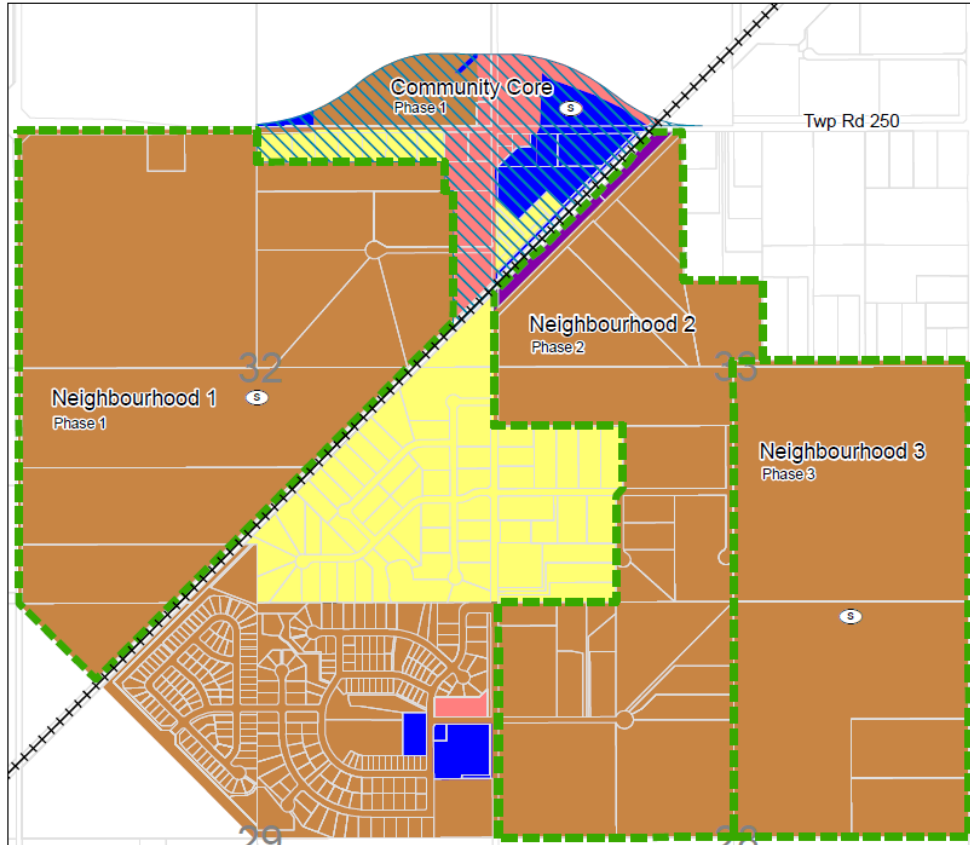 Community Core
Phase 1
S
Twp Rd 250
Neighbourhood 2
Phase 2
32
33
Neighbourhood 1
Phase 1
S
Neighbourhood 3
Phase 3
S
29